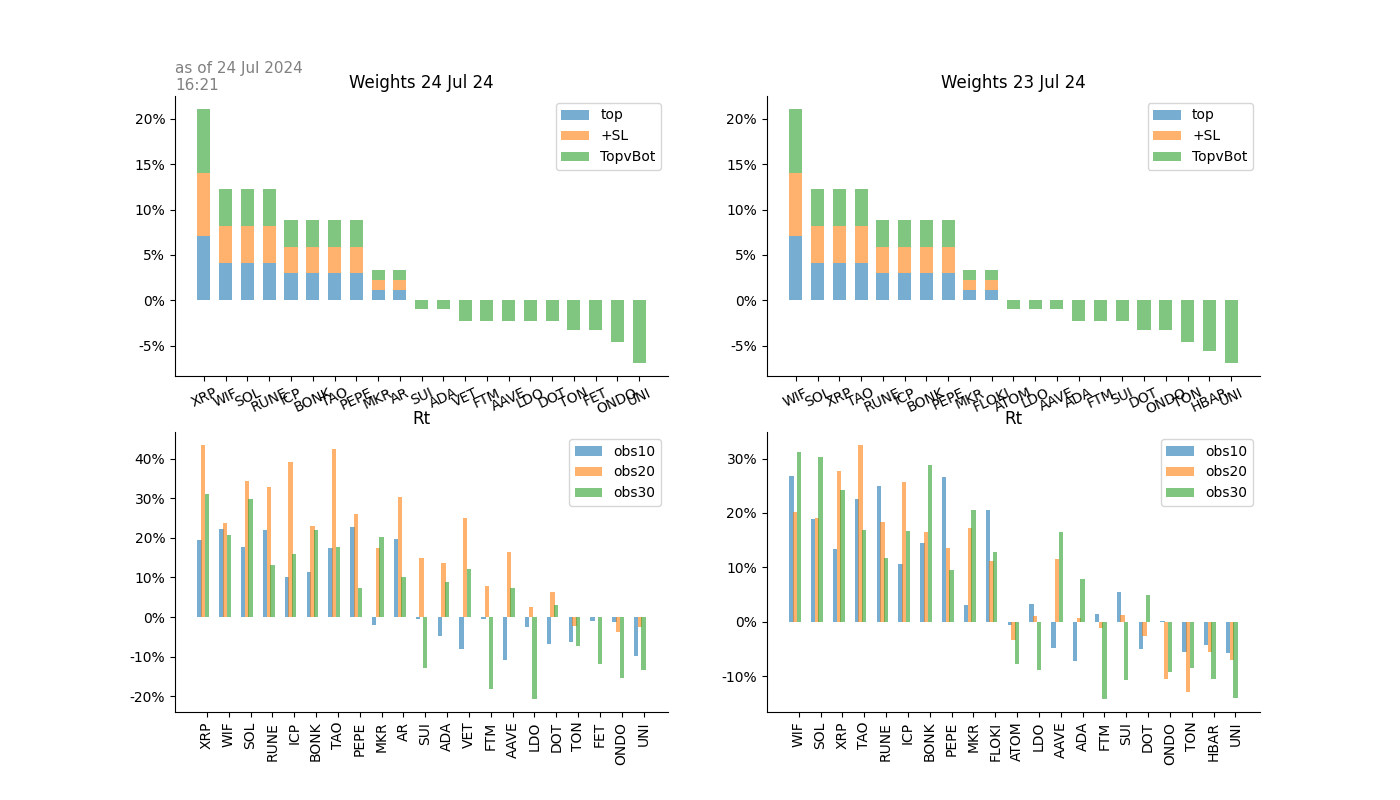 as of 24 Jul 2024
16:21
Weights 24 Jul 24
20%
15%
10%
5%
0%
-5%
top
+SL
TopvBot
XRP WIF SOL RUNE ICP BONK TAO PEPE MKR AR SUI ADA VET FTM AAVE LDO DOT TON FET ONDO UNI
Weights 23 Jul 24
20%
15%
10%
5%
0%
-5%
top
+SL
TopvBot
WIF SOL XRP TAO RUNE ICP BONK PEPE MKR FLOKI ATOM LDO AAVE ADA FTM SUI DOT ONDO TON HBAR UNI
Rt
40%
30%
20%
10%
0%
-10%
-20%
obs10
obs20
obs30
XRP WIF SOL RUNE ICP BONK TAO PEPE MKR AR SUI ADA VET FTM AAVE LDO DOT TON FET ONDO UNI
Rt
30%
20%
10%
0%
-10%
obs10
obs20
obs30
WIF SOL XRP TAO RUNE ICP BONK PEPE MKR FLOKI ATOM LDO AAVE ADA FTM SUI DOT ONDO TON HBAR UNI